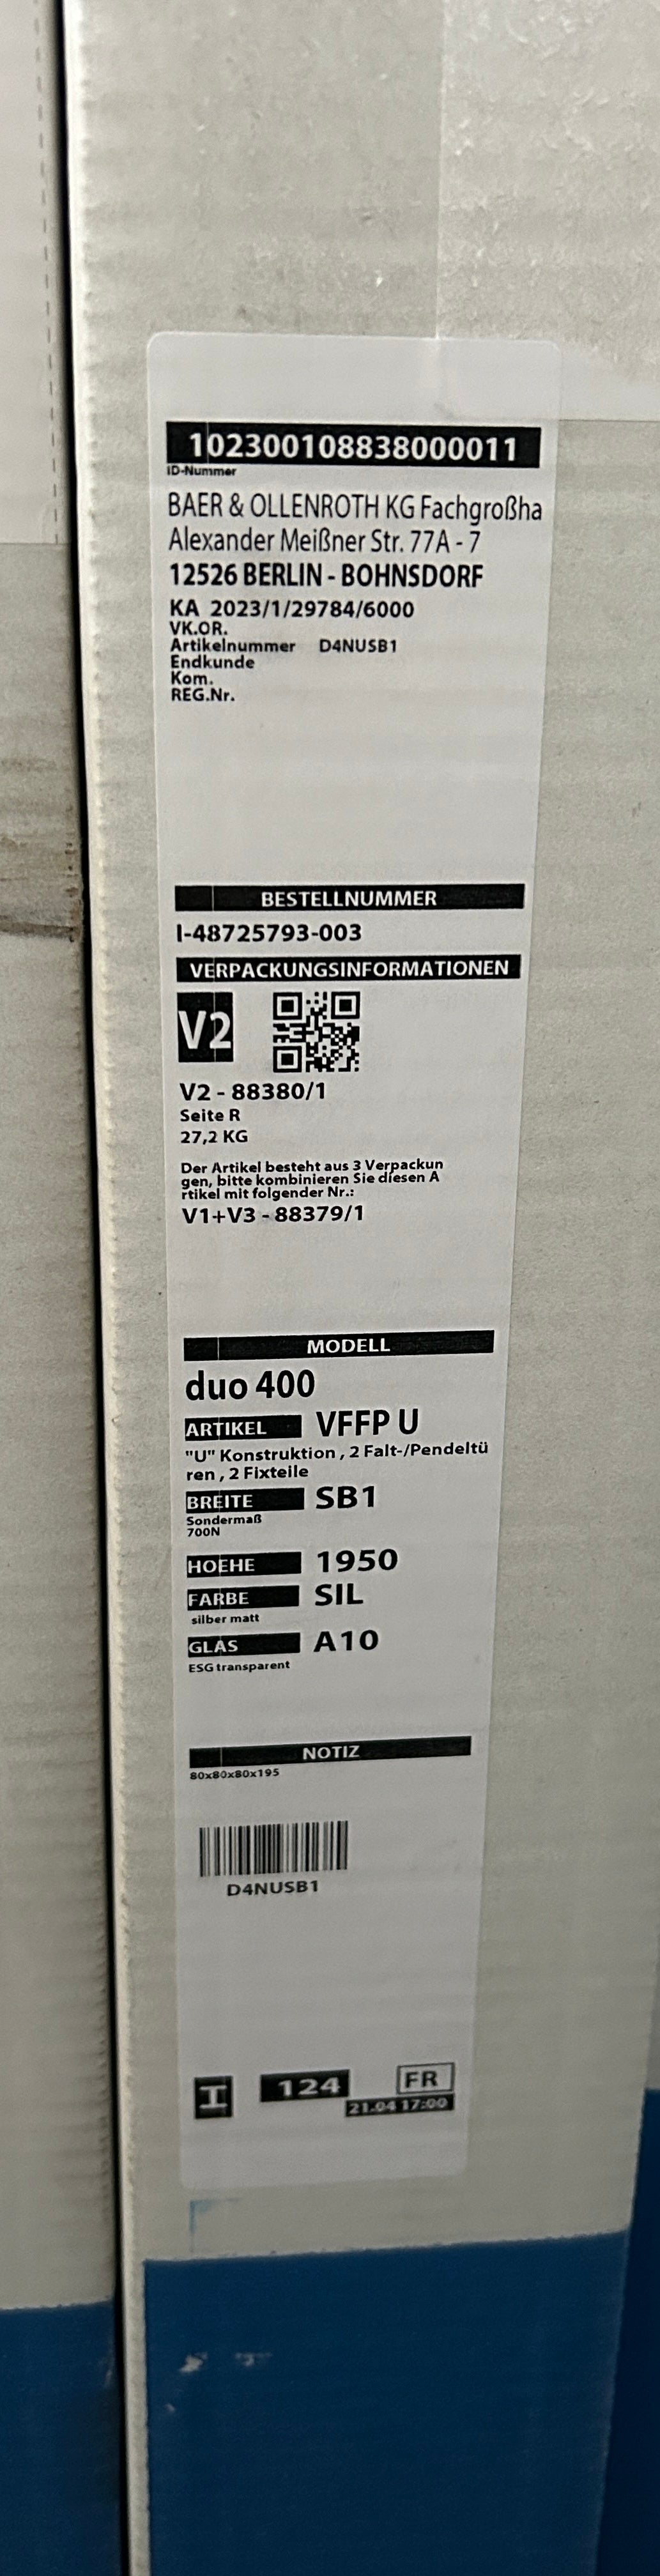 102300108838000011
ID-Nummer
BAER & OLLENROTH KG Fachgroßha
Alexander Meißner Str. 77A - 7
12526 BERLIN - BOHNSDORF
KA 2023/1/29784/6000
VK.OR.
Artikelnummer D4NUSB1
Endkunde
Kom.
REG.Nr.
BESTELLNUMMER
I-48725793-003
VERPACKUNGSINFORMATIONEN
V2
V2 - 88380/1
Seite R
27,2 KG
Der Artikel besteht aus 3 Verpackun
gen, bitte kombinieren Sie diesen A
rtikel mit folgender Nr.:
V1+V3 - 88379/1
MODELL
duo 400
ARTIKEL VFFP U
"U" Konstruktion , 2 Falt-/Pendeltü
ren , 2 Fixteile
BREITE SB1
Sondermaß
700N
HOEHE 1950
FARBE SIL
silber matt
GLAS A10
ESG transparent
NOTIZ
80x80x80x195
D4NUSB1
I 124 FR
21.04 17:00